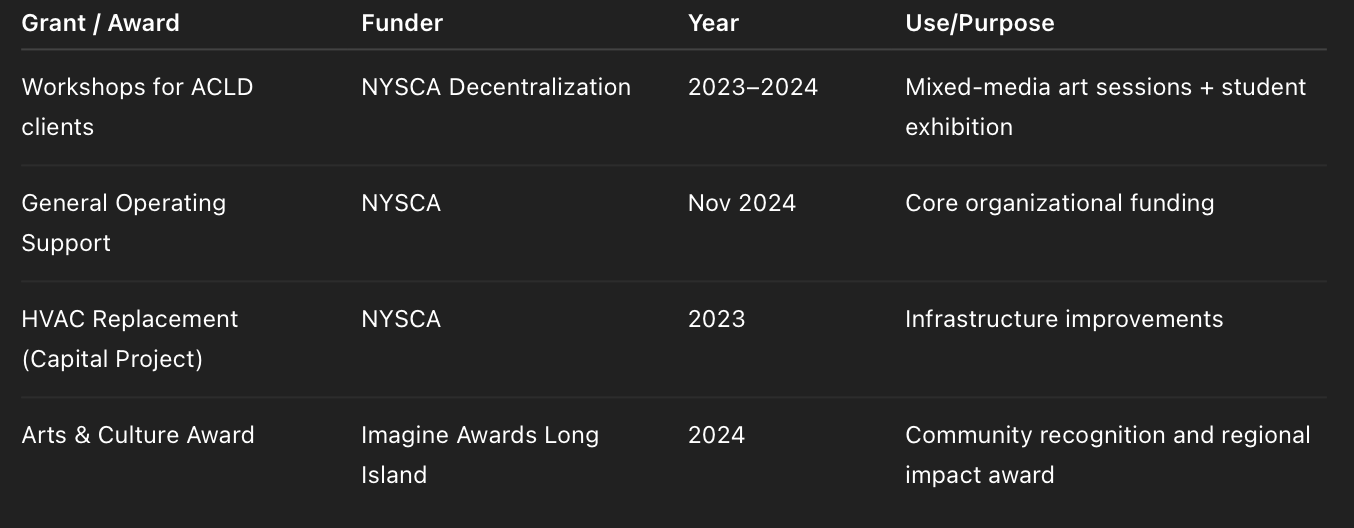 Grant / Award Funder Year Use/Purpose
Workshops for ACLD NYSCA Decentralization 2023–2024 Mixed-media art sessions + student
clients exhibition
General Operating NYSCA Nov 2024 Core organizational funding
Support
HVAC Replacement NYSCA 2023 Infrastructure improvements
(Capital Project)
Arts & Culture Award Imagine Awards Long 2024 Community recognition and regional
Island impact award